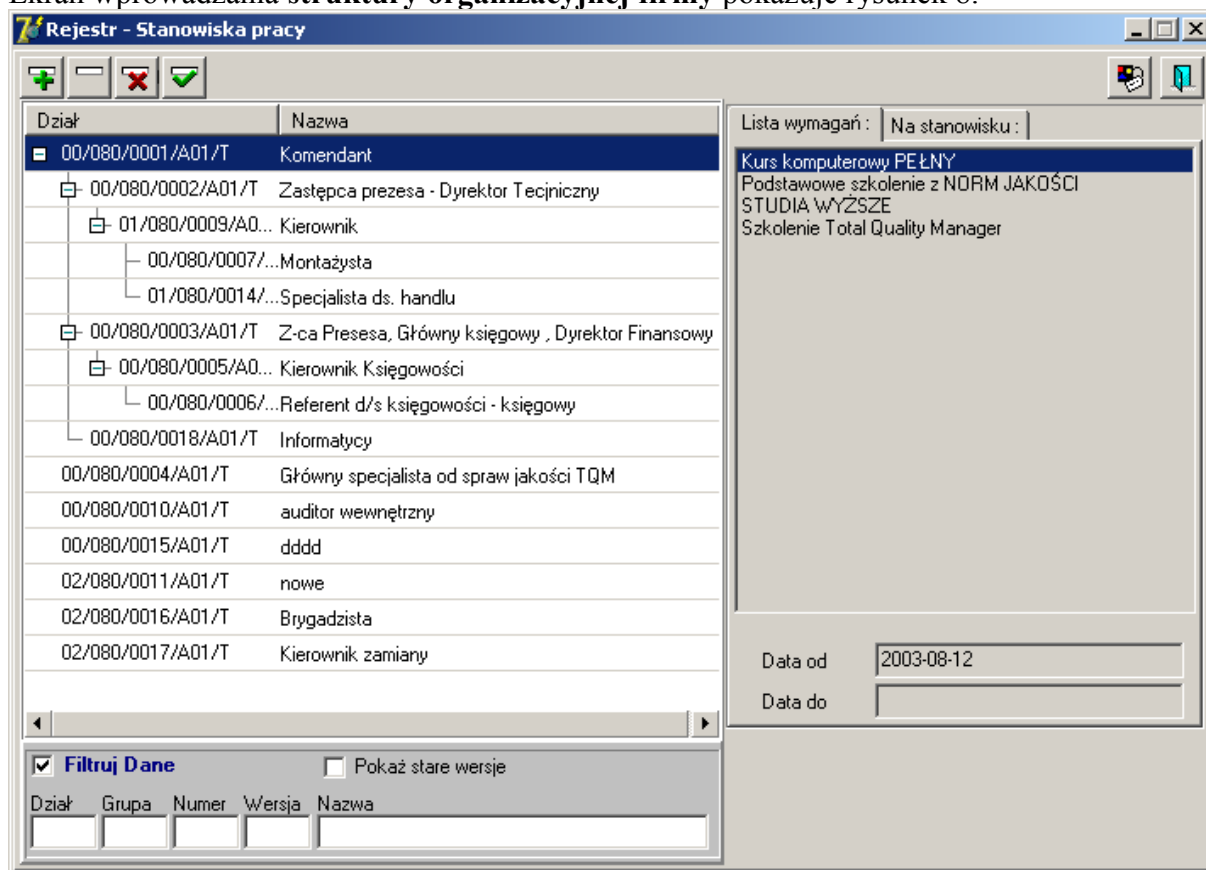 Ekran wprowadzania struktury organizacyjnej firmy pokazuje rysunek 8.
Rejestr - Stanowiska pracy
Dział Nazwa
00/080/0001/A01/T Komendant
00/080/0002/A01/T Zastępca prezesa - Dyrektor Tecjniczny
01/080/0009/A0... Kierownik
00/080/0007/... Montażysta
01/080/0014/... Specjalista ds. handlu
00/080/0003/A01/T Z-ca Presesa, Główny księgowy , Dyrektor Finansowy
00/080/0005/A0... Kierownik Księgowości
00/080/0006/... Referent d/s księgowości - księgowy
00/080/0018/A01/T Informatycy
00/080/0004/A01/T Główny specjalista od spraw jakości TQM
00/080/0010/A01/T auditor wewnętrzny
00/080/0015/A01/T dddd
02/080/0011/A01/T nowe
02/080/0016/A01/T Brygadzista
02/080/0017/A01/T Kierownik zamiany
Filtruj Dane Pokaż stare wersje
Dział Grupa Numer Wersja Nazwa
Lista wymagań : Na stanowisku :
Kurs komputerowy PEŁNY
Podstawowe szkolenie z NORM JAKOŚCI
STUDIA WYŻSZE
Szkolenie Total Quality Manager
Data od 2003-08-12
Data do